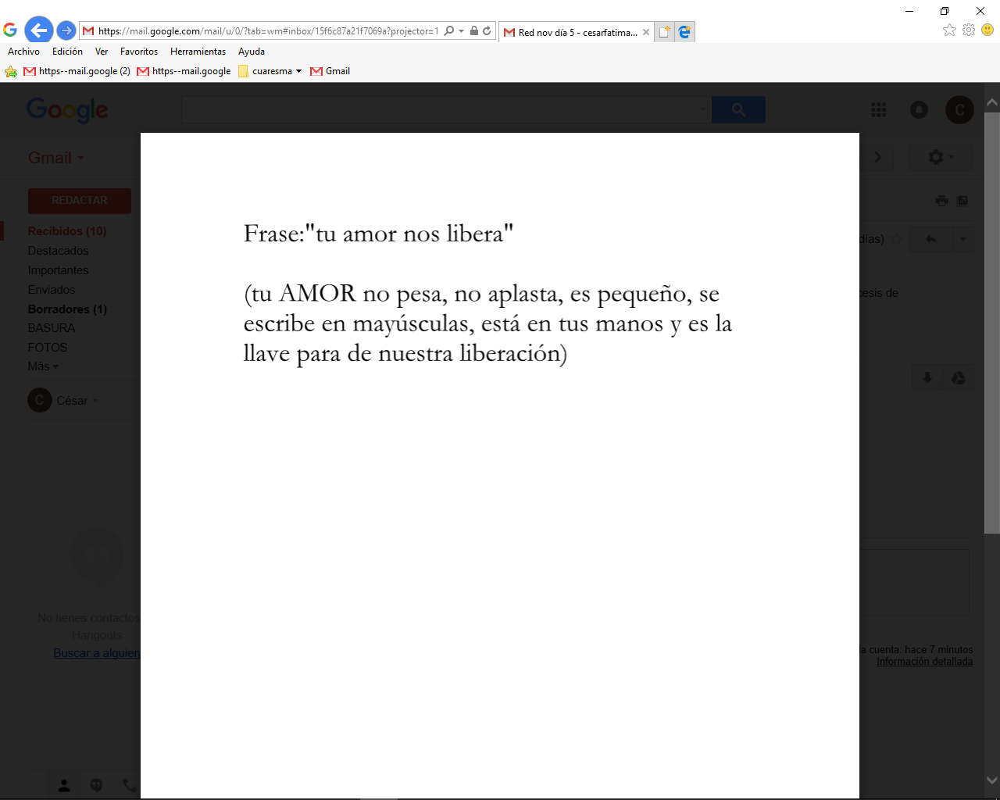 https://mail.google.com/mail/u/0/?tab=wm#inbox/15f6c87a21f7069a?projector=1
Red nov día 5 - cesarfatima...
Archivo Edición Ver Favoritos Herramientas Ayuda
https--mail.google (2) https--mail.google cuaresma Gmail
Google
C
Gmail
REDACTAR
Recibidos (10)
días)
Destacados
Importantes
Enviados
cesis de
Borradores (1)
BASURA
FOTOS
Más
C César
Frase:"tu amor nos libera"
(tu AMOR no pesa, no aplasta, es pequeño, se
escribe en mayúsculas, está en tus manos y es la
llave para de nuestra liberación)
No tienes contactos
Hangouts
Buscar a alguien
a cuenta: hace 7 minutos
Información detallada